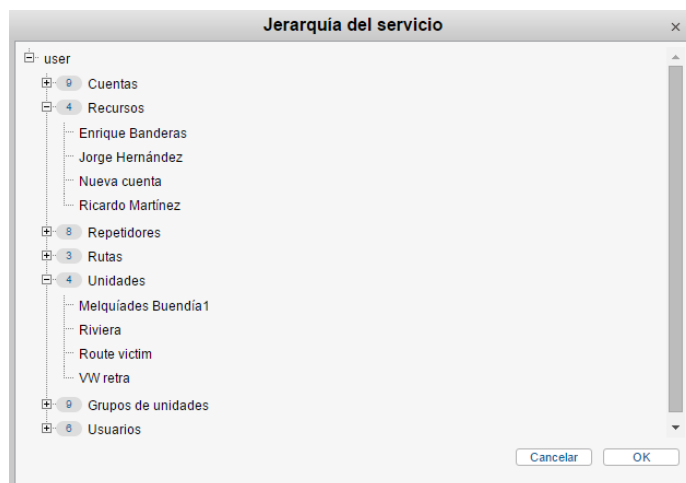 Jerarquía del servicio
user
9 Cuentas
4 Recursos
Enrique Banderas
Jorge Hernández
Nueva cuenta
Ricardo Martínez
8 Repetidores
3 Rutas
4 Unidades
Melquíades Buendía1
Riviera
Route victim
VW retra
9 Grupos de unidades
6 Usuarios
Cancelar OK